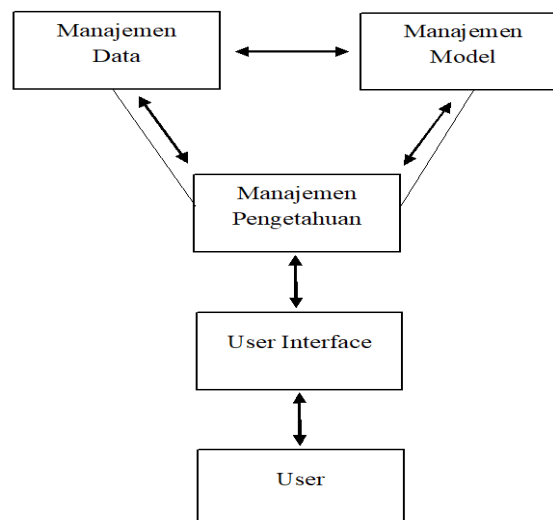 Manajemen
Data
Manajemen
Model
Manajemen
Pengetahuan
User Interface
User